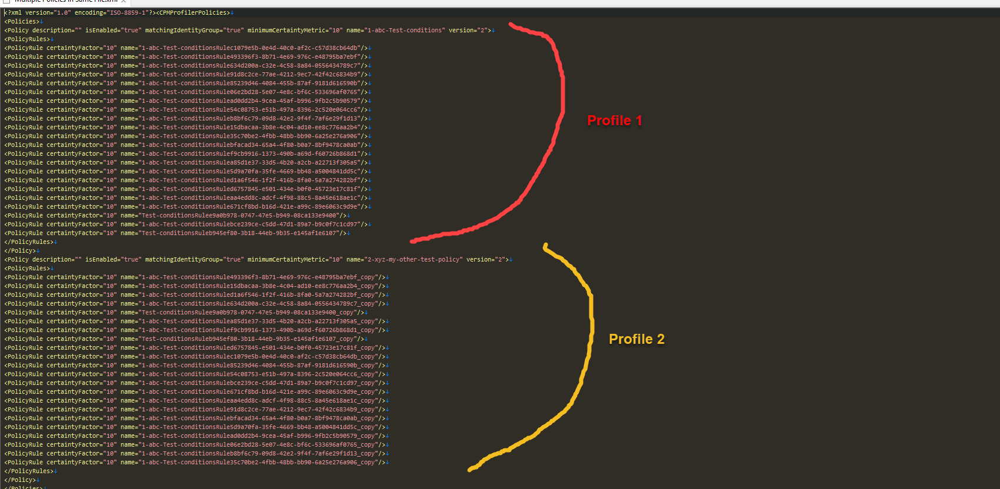 Multiple Policies in Same File.xml
<?xml version="1.0" encoding="ISO-8859-1"?><CPMProfilerPolicies>↓
<Policies>↓
<Policy description="" isEnabled="true" matchingIdentityGroup="true" minimumCertaintyMetric="10" name="1-abc-Test-conditions" version="2">↓
<PolicyRules>↓
<PolicyRule certaintyFactor="10" name="1-abc-Test-conditionsRulec1079e5b-0e4d-40c0-af2c-c57d38cb64db"/>↓
<PolicyRule certaintyFactor="10" name="1-abc-Test-conditionsRule493396f3-8b71-4e69-976c-e48795ba7ebf"/>↓
<PolicyRule certaintyFactor="10" name="1-abc-Test-conditionsRule634d200a-c32e-4c58-8a84-0556434789c7"/>↓
<PolicyRule certaintyFactor="10" name="1-abc-Test-conditionsRule91d8c2ce-77ae-4212-9ec7-42f42c6834b9"/>↓
<PolicyRule certaintyFactor="10" name="1-abc-Test-conditionsRule85239d46-4084-455b-87af-9181d616590b"/>↓
<PolicyRule certaintyFactor="10" name="1-abc-Test-conditionsRule06e2bd28-5e07-4e8c-bf6c-533696af0765"/>↓
<PolicyRule certaintyFactor="10" name="1-abc-Test-conditionsRulead0dd2b4-9cea-45af-b996-9fb2c5b90579"/>↓
<PolicyRule certaintyFactor="10" name="1-abc-Test-conditionsRule54c08753-e51b-497a-8396-2c520e064cc6"/>↓
<PolicyRule certaintyFactor="10" name="1-abc-Test-conditionsRuleb8bf6c79-09d8-42e2-9f4f-7af6e29f1d13"/>↓
Profile 1
<PolicyRule certaintyFactor="10" name="1-abc-Test-conditionsRule15dbacaa-3b8e-4c04-ad10-ee8c776aa2b4"/>↓
<PolicyRule certaintyFactor="10" name="1-abc-Test-conditionsRule35c70be2-4fbb-48bb-bb90-6a25e276a906"/>↓
<PolicyRule certaintyFactor="10" name="1-abc-Test-conditionsRulebfacad34-65a4-4f80-b0a7-8bf9478ca0ab"/>↓
<PolicyRule certaintyFactor="10" name="1-abc-Test-conditionsRulef9cb9916-1373-490b-a69d-f60726b868d1"/>↓
<PolicyRule certaintyFactor="10" name="1-abc-Test-conditionsRulea85d1e37-33d5-4b20-a2cb-a22713f305a5"/>↓
<PolicyRule certaintyFactor="10" name="1-abc-Test-conditionsRule5d9a70fa-35fe-4669-bb48-a5004841dd5c"/>↓
<PolicyRule certaintyFactor="10" name="1-abc-Test-conditionsRuled1a6f546-1f2f-416b-8fa0-5a7a274282bf"/>↓
<PolicyRule certaintyFactor="10" name="1-abc-Test-conditionsRuled6757845-e501-434e-b0f0-45723e17c81f"/>↓
<PolicyRule certaintyFactor="10" name="1-abc-Test-conditionsRuleaa4edd8c-adcf-4f98-88c5-8a45e618ae1c"/>↓
<PolicyRule certaintyFactor="10" name="1-abc-Test-conditionsRule671cf8bd-b16d-421e-a99c-89e6063c9d9e"/>↓
<PolicyRule certaintyFactor="10" name="Test-conditionsRulee9a0b978-0747-47e5-b949-08ca133e9400"/>↓
<PolicyRule certaintyFactor="10" name="1-abc-Test-conditionsRulebce239ce-c5dd-47d1-89a7-b9c0f7c1cd97"/>↓
<PolicyRule certaintyFactor="10" name="Test-conditionsRuleb945ef80-3b18-44eb-9b35-e145af1e6107"/>↓
</PolicyRules>↓
</Policy>↓
<Policy description="" isEnabled="true" matchingIdentityGroup="true" minimumCertaintyMetric="10" name="2-xyz-my-other-test-policy" version="2">↓
<PolicyRules>↓
<PolicyRule certaintyFactor="10" name="1-abc-Test-conditionsRule493396f3-8b71-4e69-976c-e48795ba7ebf_copy"/>↓
<PolicyRule certaintyFactor="10" name="1-abc-Test-conditionsRule15dbacaa-3b8e-4c04-ad10-ee8c776aa2b4_copy"/>↓
<PolicyRule certaintyFactor="10" name="1-abc-Test-conditionsRuled1a6f546-1f2f-416b-8fa0-5a7a274282bf_copy"/>↓
<PolicyRule certaintyFactor="10" name="1-abc-Test-conditionsRule634d200a-c32e-4c58-8a84-0556434789c7_copy"/>↓
<PolicyRule certaintyFactor="10" name="Test-conditionsRulee9a0b978-0747-47e5-b949-08ca133e9400_copy"/>↓
<PolicyRule certaintyFactor="10" name="1-abc-Test-conditionsRulea85d1e37-33d5-4b20-a2cb-a22713f305a5_copy"/>↓
<PolicyRule certaintyFactor="10" name="1-abc-Test-conditionsRulef9cb9916-1373-490b-a69d-f60726b868d1_copy"/>↓
<PolicyRule certaintyFactor="10" name="Test-conditionsRuleb945ef80-3b18-44eb-9b35-e145af1e6107_copy"/>↓
Profile 2
<PolicyRule certaintyFactor="10" name="1-abc-Test-conditionsRuled6757845-e501-434e-b0f0-45723e17c81f_copy"/>↓
<PolicyRule certaintyFactor="10" name="1-abc-Test-conditionsRulec1079e5b-0e4d-40c0-af2c-c57d38cb64db_copy"/>↓
<PolicyRule certaintyFactor="10" name="1-abc-Test-conditionsRule85239d46-4084-455b-87af-9181d616590b_copy"/>↓
<PolicyRule certaintyFactor="10" name="1-abc-Test-conditionsRule54c08753-e51b-497a-8396-2c520e064cc6_copy"/>↓
<PolicyRule certaintyFactor="10" name="1-abc-Test-conditionsRulebce239ce-c5dd-47d1-89a7-b9c0f7c1cd97_copy"/>↓
<PolicyRule certaintyFactor="10" name="1-abc-Test-conditionsRule671cf8bd-b16d-421e-a99c-89e6063c9d9e_copy"/>↓
<PolicyRule certaintyFactor="10" name="1-abc-Test-conditionsRuleaa4edd8c-adcf-4f98-88c5-8a45e618ae1c_copy"/>↓
<PolicyRule certaintyFactor="10" name="1-abc-Test-conditionsRule91d8c2ce-77ae-4212-9ec7-42f42c6834b9_copy"/>↓
<PolicyRule certaintyFactor="10" name="1-abc-Test-conditionsRulebfacad34-65a4-4f80-b0a7-8bf9478ca0ab_copy"/>↓
<PolicyRule certaintyFactor="10" name="1-abc-Test-conditionsRule5d9a70fa-35fe-4669-bb48-a5004841dd5c_copy"/>↓
<PolicyRule certaintyFactor="10" name="1-abc-Test-conditionsRulead0dd2b4-9cea-45af-b996-9fb2c5b90579_copy"/>↓
<PolicyRule certaintyFactor="10" name="1-abc-Test-conditionsRule06e2bd28-5e07-4e8c-bf6c-533696af0765_copy"/>↓
<PolicyRule certaintyFactor="10" name="1-abc-Test-conditionsRuleb8bf6c79-09d8-42e2-9f4f-7af6e29f1d13_copy"/>↓
<PolicyRule certaintyFactor="10" name="1-abc-Test-conditionsRule35c70be2-4fbb-48bb-bb90-6a25e276a906_copy"/>↓
</PolicyRules>↓
</Policy>↓
</Policies>↓